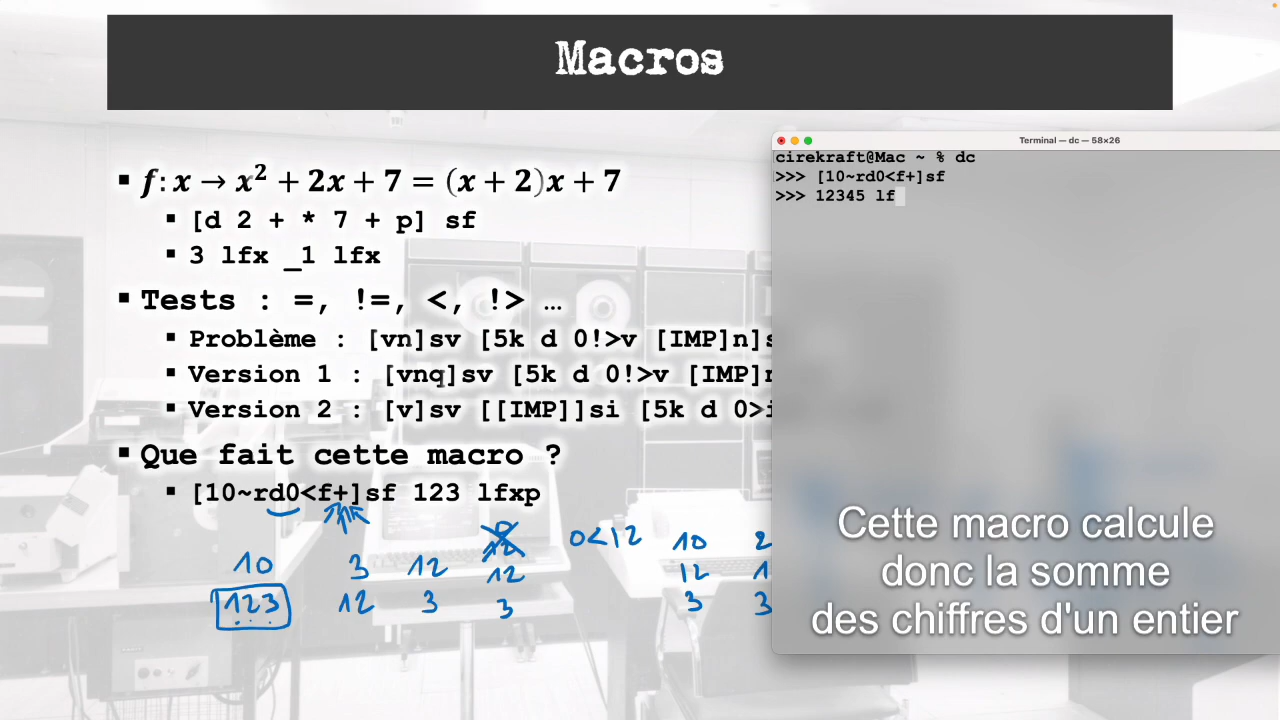 Macros
▪ f: x → x² + 2x + 7 = (x + 2)x + 7
▪ [d 2 + * 7 + p] sf
▪ 3 lfx _1 lfx
▪ Tests : =, !=, <, !> …
▪ Problème : [vn]sv [5k d 0!>v [IMP]n]s
▪ Version 1 : [vnq]sv [5k d 0!>v [IMP]n
▪ Version 2 : [v]sv [[IMP]]si [5k d 0>i
▪ Que fait cette macro ?
▪ [10~rd0<f+]sf 123 lfxp
0<12 10 2
10 3 12 12 12 1
123 12 3 3 3 3
Terminal — dc — 58×26
cirekraft@Mac ~ % dc
>>> [10~rd0<f+]sf
>>> 12345 lf
Cette macro calcule
donc la somme
des chiffres d'un entier